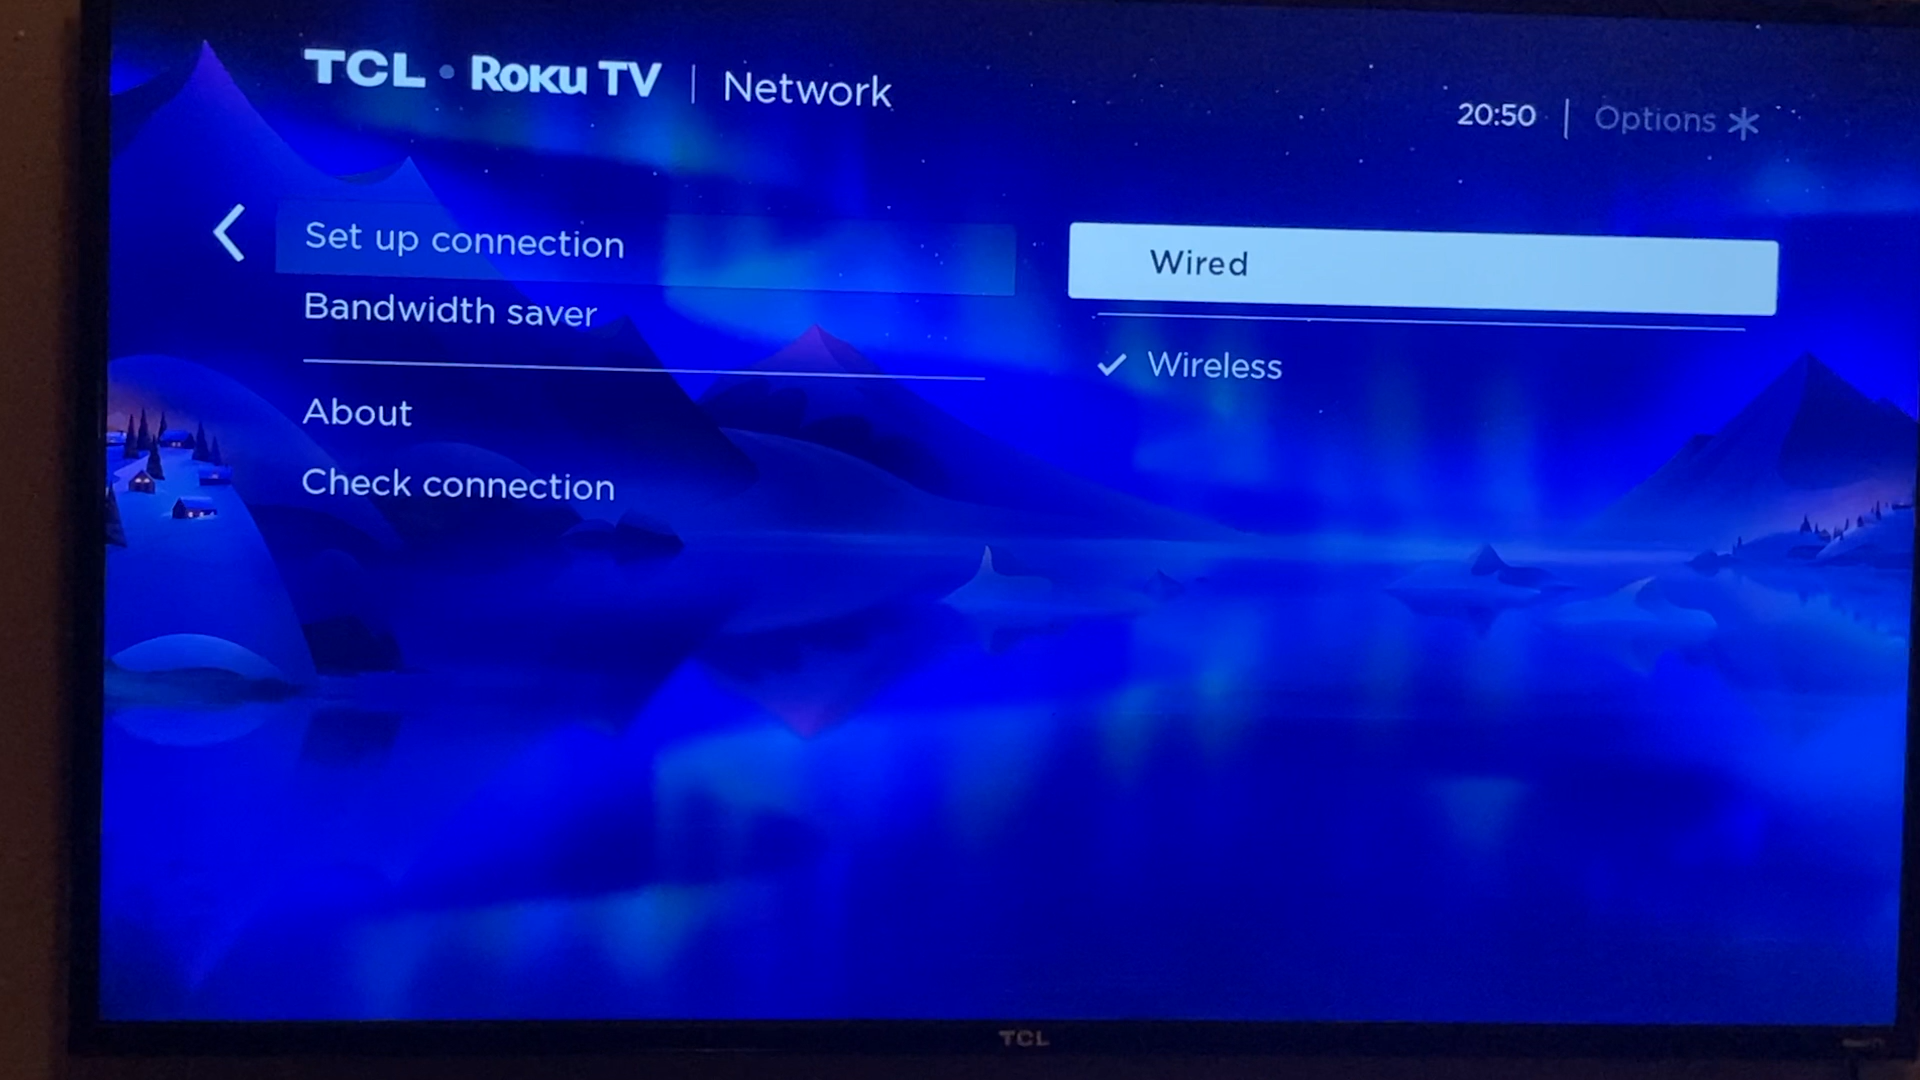 TCL • Roku TV | Network
20:50 | Options ✳
Set up connection
Bandwidth saver
About
Check connection
Wired
✓ Wireless
TCL